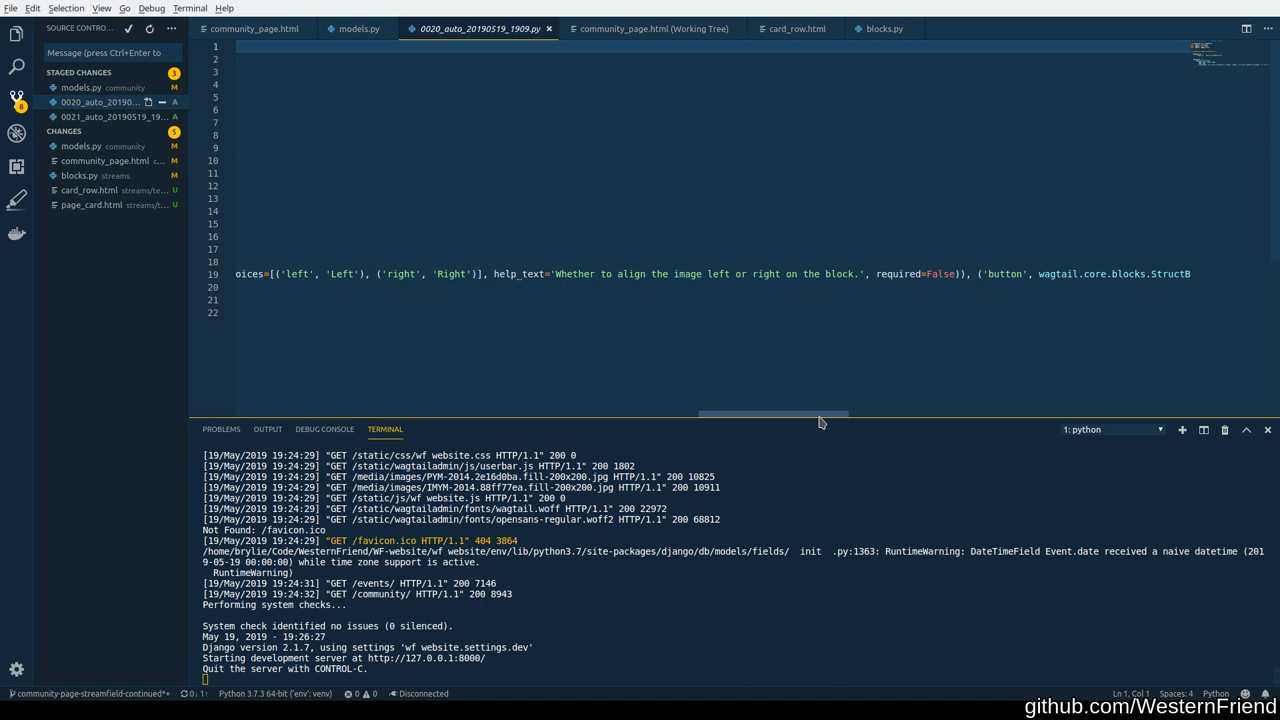 File Edit Selection View Go Debug Terminal Help
SOURCE CONTRO...
Message (press Ctrl+Enter to
STAGED CHANGES 3
models.py community M
0020_auto_20190... A
0021_auto_20190519_19... A
CHANGES 5
models.py community M
community_page.html c... M
blocks.py streams M
card_row.html streams/te... U
page_card.html streams/t... U
8
community_page.html models.py 0020_auto_20190519_1909.py community_page.html (Working Tree) card_row.html blocks.py
1
2
3
4
5
6
7
8
9
10
11
12
13
14
15
16
17
18
19 oices=[('left', 'Left'), ('right', 'Right')], help_text='Whether to align the image left or right on the block.', required=False)), ('button', wagtail.core.blocks.StructB
20
21
22
PROBLEMS OUTPUT DEBUG CONSOLE TERMINAL 1: python
[19/May/2019 19:24:29] "GET /static/css/wf website.css HTTP/1.1" 200 0
[19/May/2019 19:24:29] "GET /static/wagtailadmin/js/userbar.js HTTP/1.1" 200 1802
[19/May/2019 19:24:29] "GET /media/images/PYM-2014.2e16d0ba.fill-200x200.jpg HTTP/1.1" 200 10825
[19/May/2019 19:24:29] "GET /media/images/IMYM-2014.88ff77ea.fill-200x200.jpg HTTP/1.1" 200 10911
[19/May/2019 19:24:29] "GET /static/js/wf website.js HTTP/1.1" 200 0
[19/May/2019 19:24:29] "GET /static/wagtailadmin/fonts/wagtail.woff HTTP/1.1" 200 22972
[19/May/2019 19:24:29] "GET /static/wagtailadmin/fonts/opensans-regular.woff2 HTTP/1.1" 200 68812
Not Found: /favicon.ico
[19/May/2019 19:24:29] "GET /favicon.ico HTTP/1.1" 404 3864
/home/brylie/Code/WesternFriend/WF-website/wf website/env/lib/python3.7/site-packages/django/db/models/fields/  init  .py:1363: RuntimeWarning: DateTimeField Event.date received a naive datetime (201
9-05-19 00:00:00) while time zone support is active.
RuntimeWarning)
[19/May/2019 19:24:31] "GET /events/ HTTP/1.1" 200 7146
[19/May/2019 19:24:32] "GET /community/ HTTP/1.1" 200 8943
Performing system checks...
System check identified no issues (0 silenced).
May 19, 2019 - 19:26:27
Django version 2.1.7, using settings 'wf website.settings.dev'
Starting development server at http://127.0.0.1:8000/
Quit the server with CONTROL-C.
community-page-streamfield-continued*+ 0↓ 1↑ Python 3.7.3 64-bit ('env': venv) 0 0 Disconnected Ln 1, Col 1 Spaces: 4 Python
github.com/WesternFriend